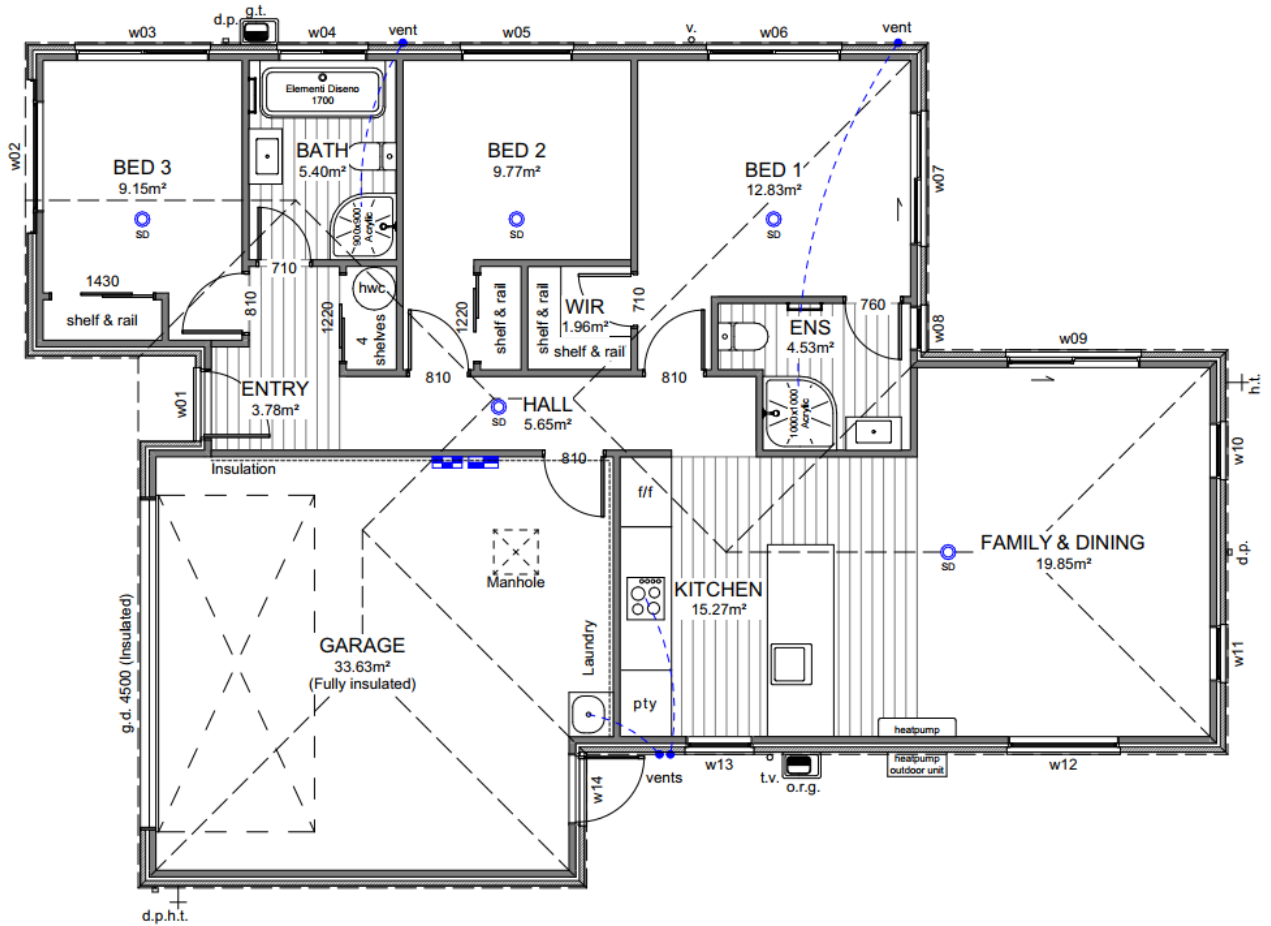 g.t.
d.p.
w03
w04
vent
w05
v.
w06
vent
Elementi Diseno
1700
w02
BED 3
9.15m²
SD
BATH
5.40m²
900x900
Acrylic
BED 2
9.77m²
SD
BED 1
12.83m²
SD
w07
1430
shelf & rail
810
710
1220
hwc
4
shelves
810
1220
shelf & rail
shelf & rail
WIR
1.96m²
shelf & rail
710
810
760
ENS
4.53m²
1000x1000
Acrylic
w08
w09
h.t.
w01
ENTRY
3.78m²
SD
HALL
5.65m²
w10
Insulation
810
f/f
Manhole
KITCHEN
15.27m²
FAMILY & DINING
19.85m²
SD
d.p.
g.d. 4500 (Insulated)
GARAGE
33.63m²
(Fully insulated)
Laundry
w11
pty
heatpump
heatpump
outdoor unit
w14
vents
w13
t.v.
o.r.g.
w12
d.p.h.t.